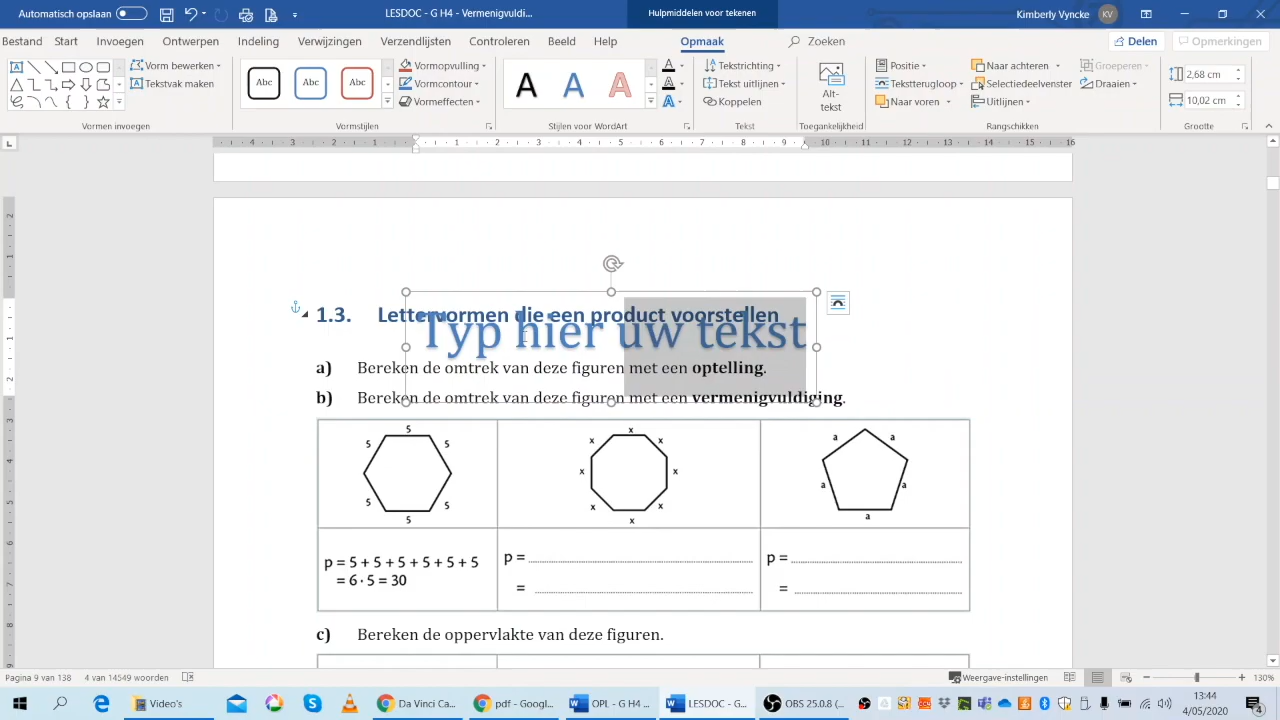 Automatisch opslaan
LESDOC - G H4 - Vermenigvuldi...
Hulpmiddelen voor tekenen
Kimberly Vyncke
KV
Bestand Start Invoegen Ontwerpen Indeling Verwijzingen Verzendlijsten Controleren Beeld Help Opmaak Zoeken
Delen
Opmerkingen
Vorm bewerken
Tekstvak maken
Abc Abc Abc
Vormopvulling
Vormcontour
Vormeffecten
A A A
Tekstrichting
Tekst uitlijnen
Koppelen
Alt-tekst
Positie
Tekstterugloop
Naar voren
Naar achteren
Selectiedeelvenster
Uitlijnen
Groeperen
Draaien
2,68 cm
10,02 cm
Vormen invoegen
Vormstijlen
Stijlen voor WordArt
Tekst
Toegankelijkheid
Rangschikken
Grootte
1.3. Lettervormen die een product voorstellen
Typ hier uw tekst
a) Bereken de omtrek van deze figuren met een optelling.
b) Bereken de omtrek van deze figuren met een vermenigvuldiging.
5 5 5 5 5 5
x x x x x x x x
a a a a a
p = 5 + 5 + 5 + 5 + 5 + 5
= 6 · 5 = 30
p =
=
p =
=
c) Bereken de oppervlakte van deze figuren.
Pagina 9 van 138
4 van 14549 woorden
Weergave-instellingen
130%
Video's
Da Vinci Ca...
pdf - Googl...
OPL - G H4 ...
LESDOC - G ...
OBS 25.0.8 (...
13:44
4/05/2020
4